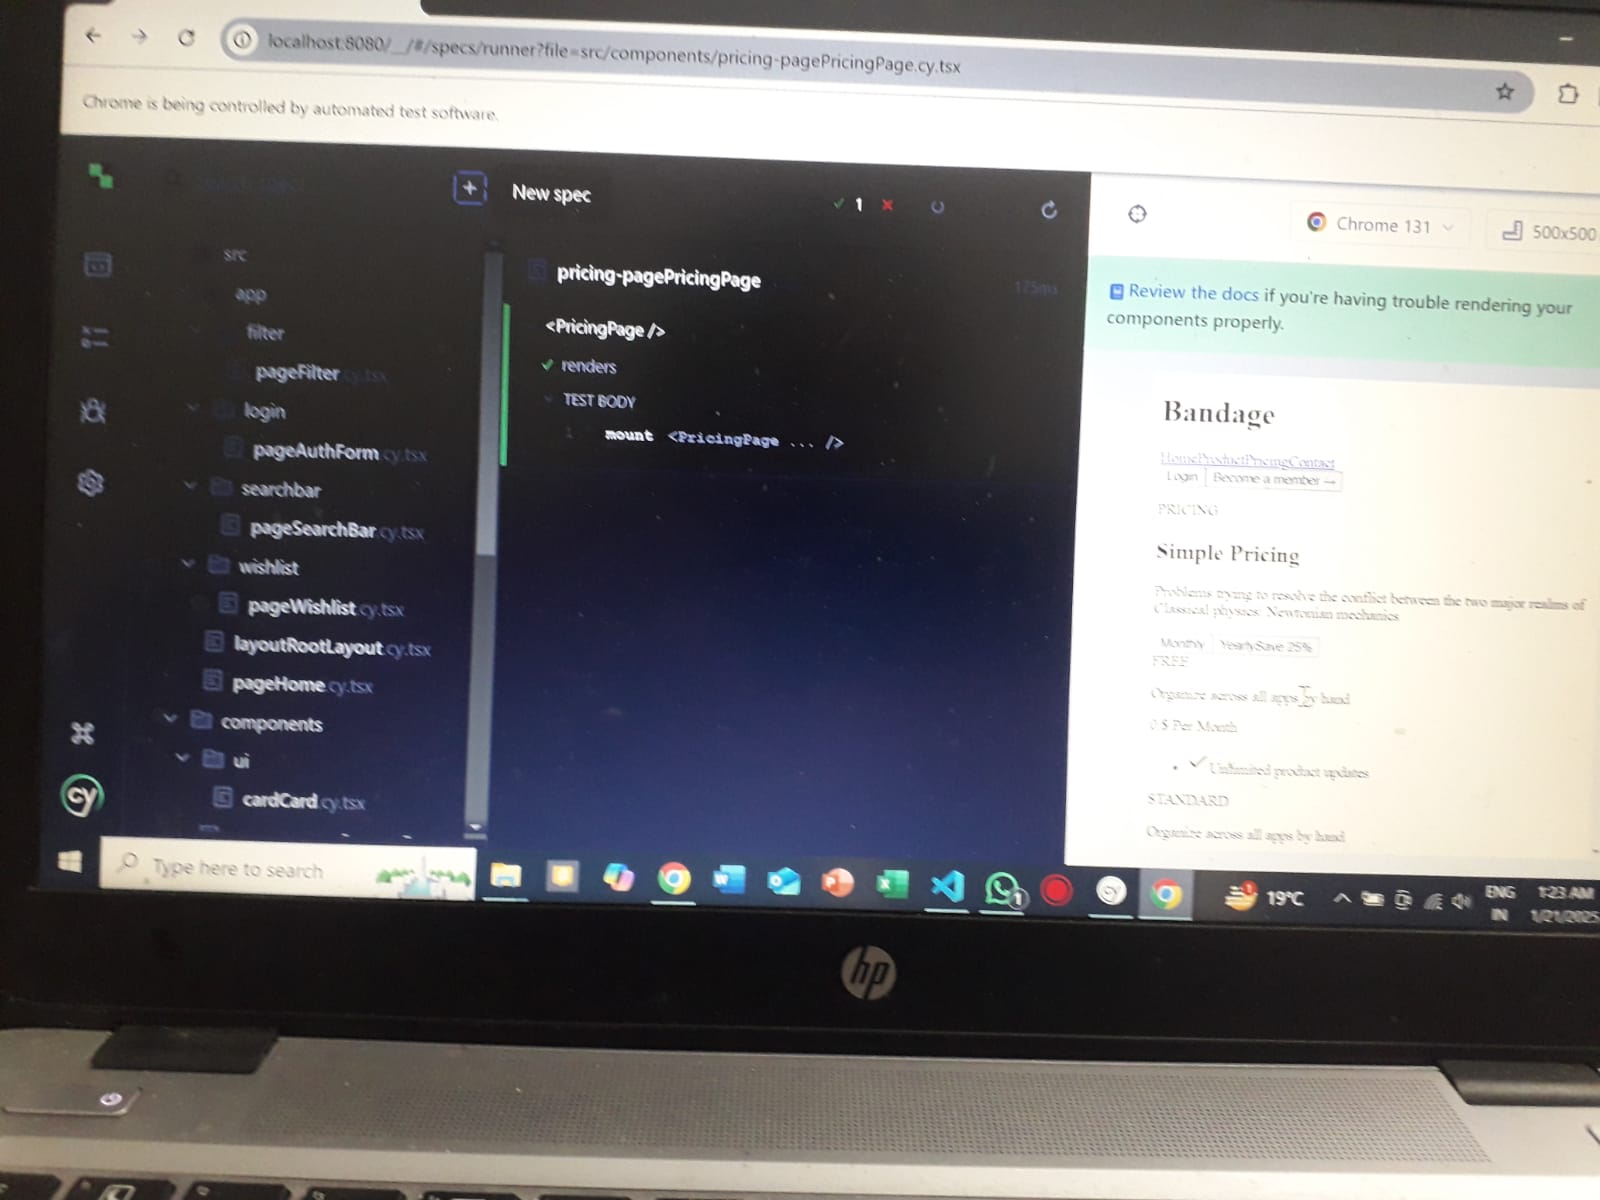 localhost:8080/__/#/specs/runner?file=src/components/pricing-pagePricingPage.cy.tsx
Chrome is being controlled by automated test software.
New spec
1
Chrome 131
500x500
src
app
filter
pageFilter.cy.tsx
login
pageAuthForm.cy.tsx
searchbar
pageSearchBar.cy.tsx
wishlist
pageWishlist.cy.tsx
layoutRootLayout.cy.tsx
pageHome.cy.tsx
components
ui
cardCard.cy.tsx
cy
pricing-pagePricingPage
175ms
<PricingPage />
renders
TEST BODY
1 mount <PricingPage ... />
Review the docs if you're having trouble rendering your
components properly.
Bandage
HomeProductPricingContact
Login Become a member →
PRICING
Simple Pricing
Problems trying to resolve the conflict between the two major realms of
Classical physics: Newtonian mechanics
Monthly YearlySave 25%
FREE
Organize across all apps by hand
0 $ Per Month
Unlimited product updates
STANDARD
Organize across all apps by hand
Type here to search
19°C
ENG
IN
1:23 AM
1/21/2025
hp